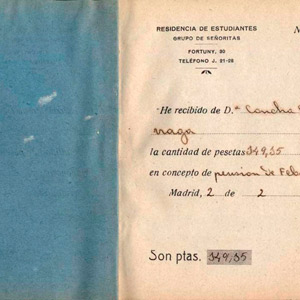 RESIDENCIA DE ESTUDIANTES
GRUPO DE SEÑORITAS
FORTUNY, 30
TELÉFONO J. 21-26
He recibido de D.ª Concha
la cantidad de pesetas 349,35
en concepto de pension de Feb
Madrid, 2 de 2
Son ptas. 349,35